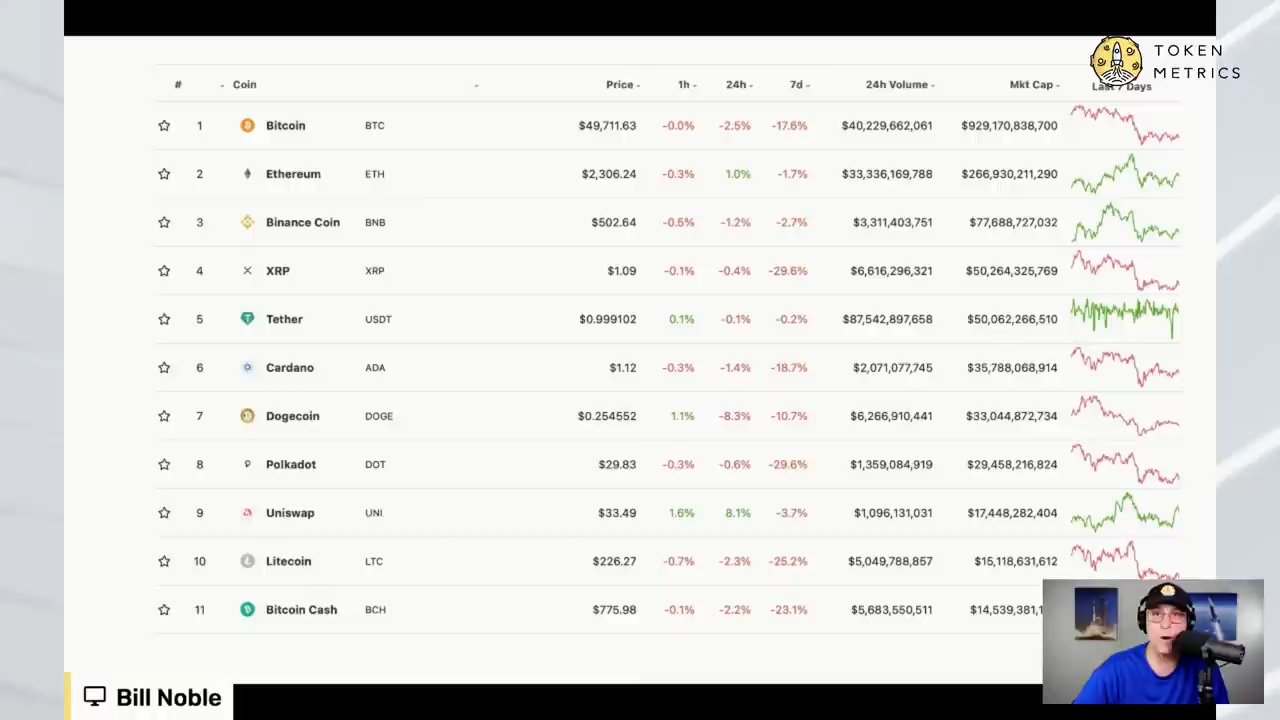 TOKEN
METRICS
# - Coin - Price - 1h - 24h - 7d - 24h Volume - Mkt Cap - Last 7 Days
1 Bitcoin BTC $49,711.63 -0.0% -2.5% -17.6% $40,229,662,061 $929,170,838,700
2 Ethereum ETH $2,306.24 -0.3% 1.0% -1.7% $33,336,169,788 $266,930,211,290
3 Binance Coin BNB $502.64 -0.5% -1.2% -2.7% $3,311,403,751 $77,688,727,032
4 XRP XRP $1.09 -0.1% -0.4% -29.6% $6,616,296,321 $50,264,325,769
5 Tether USDT $0.999102 0.1% -0.1% -0.2% $87,542,897,658 $50,062,266,510
6 Cardano ADA $1.12 -0.3% -1.4% -18.7% $2,071,077,745 $35,788,068,914
7 Dogecoin DOGE $0.254552 1.1% -8.3% -10.7% $6,266,910,441 $33,044,872,734
8 Polkadot DOT $29.83 -0.3% -0.6% -29.6% $1,359,084,919 $29,458,216,824
9 Uniswap UNI $33.49 1.6% 8.1% -3.7% $1,096,131,031 $17,448,282,404
10 Litecoin LTC $226.27 -0.7% -2.3% -25.2% $5,049,788,857 $15,118,631,612
11 Bitcoin Cash BCH $775.98 -0.1% -2.2% -23.1% $5,683,550,511 $14,539,381,1
Bill Noble